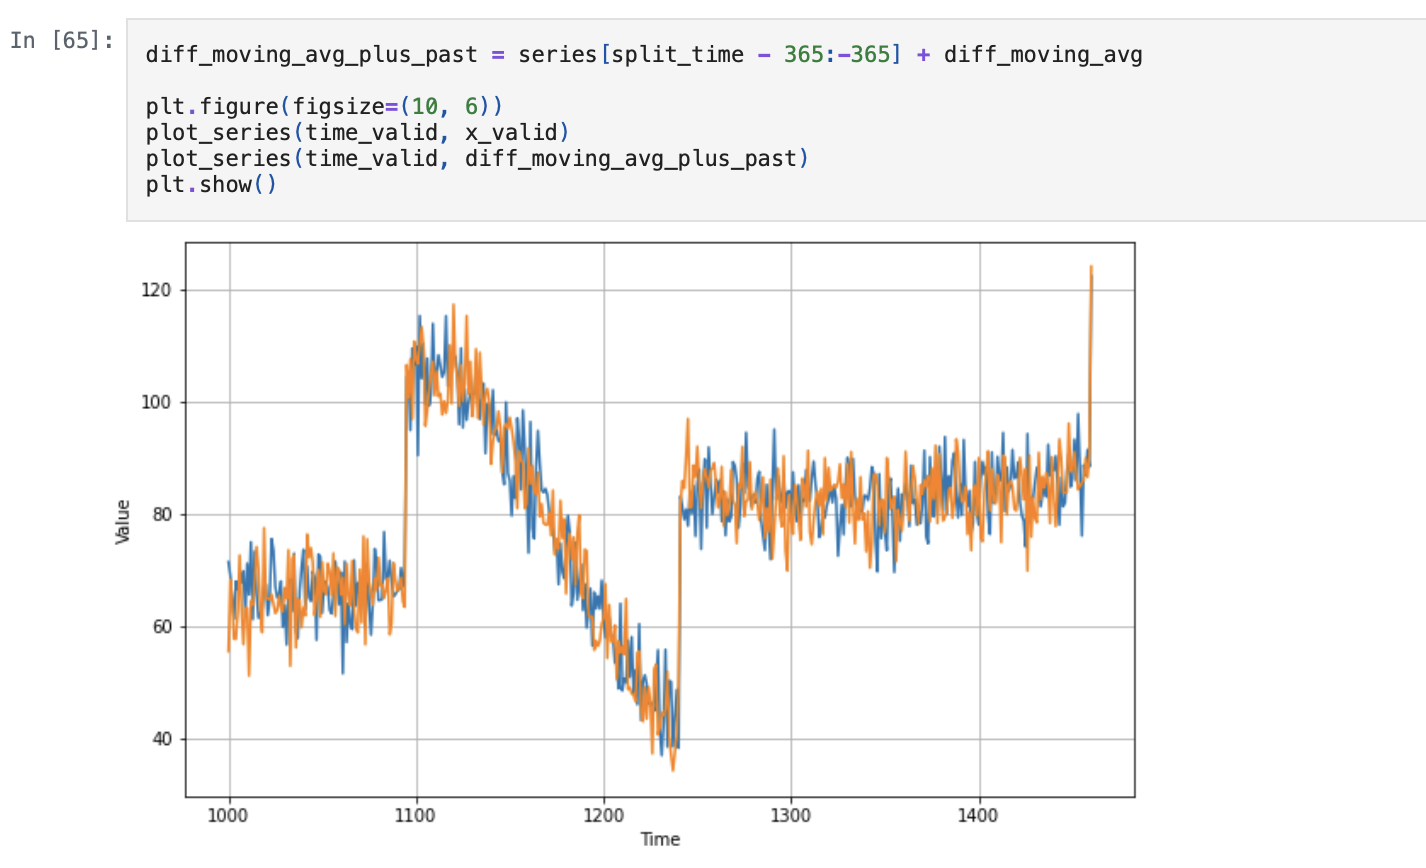 In [65]:
diff_moving_avg_plus_past = series[split_time - 365:-365] + diff_moving_avg
plt.figure(figsize=(10, 6))
plot_series(time_valid, x_valid)
plot_series(time_valid, diff_moving_avg_plus_past)
plt.show()
120
100
80
60
40
Value
1000 1100 1200 1300 1400
Time